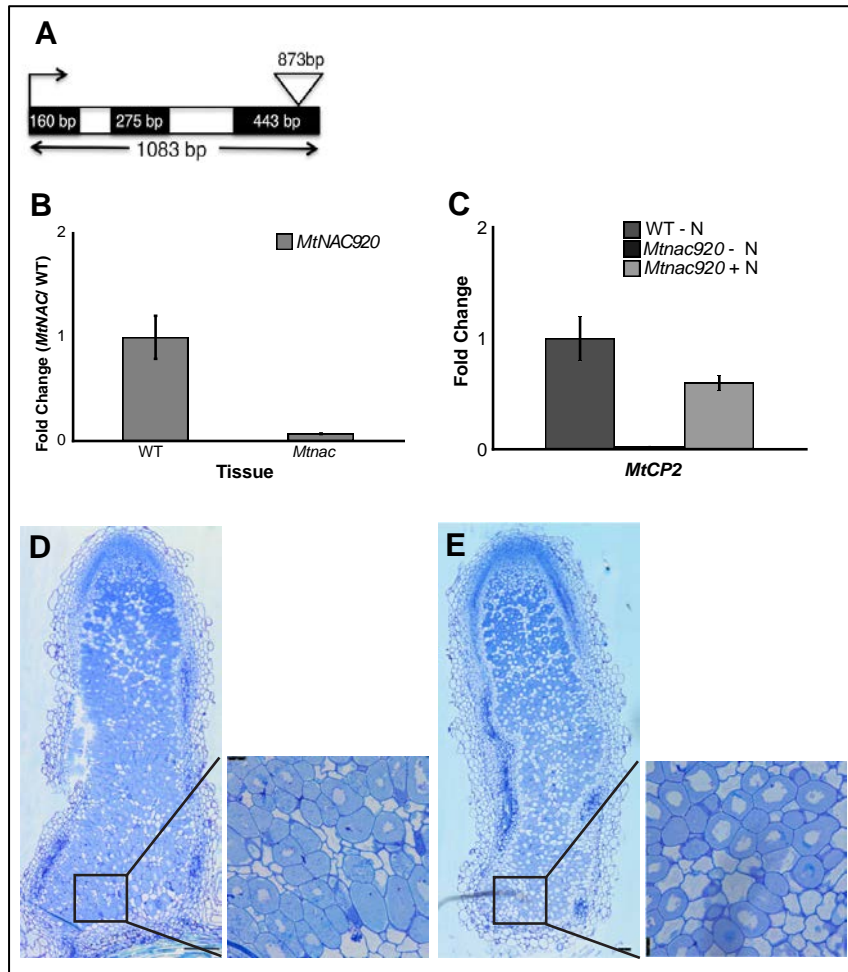 A
873bp
160 bp 275 bp 443 bp
1083 bp
B
2
1
0
Fold Change (MtNAC/ WT)
MtNAC920
WT Mtnac
Tissue
C
2
1
0
Fold Change
WT - N
Mtnac920 - N
Mtnac920 + N
MtCP2
D
E